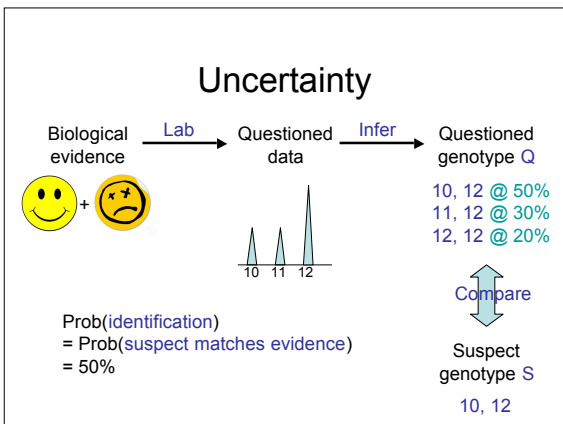 Uncertainty
Biological
evidence
Lab
Questioned
data
Infer
Questioned
genotype Q
+
10, 12 @ 50%
11, 12 @ 30%
12, 12 @ 20%
10 11 12
Compare
Prob(identification)
= Prob(suspect matches evidence)
= 50%
Suspect
genotype S
10, 12